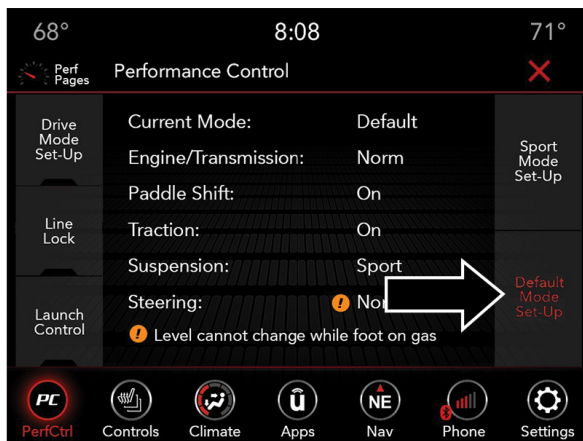 68° 8:08 71°
Perf
Pages
Performance Control
Drive
Mode
Set-Up
Line
Lock
Launch
Control
Current Mode: Default
Engine/Transmission: Norm
Paddle Shift: On
Traction: On
Suspension: Sport
Steering: ! Nor
! Level cannot change while foot on gas
Sport
Mode
Set-Up
Default
Mode
Set-Up
PC
PerfCtrl
Controls
Climate
û
Apps
NE
Nav
Phone
Settings